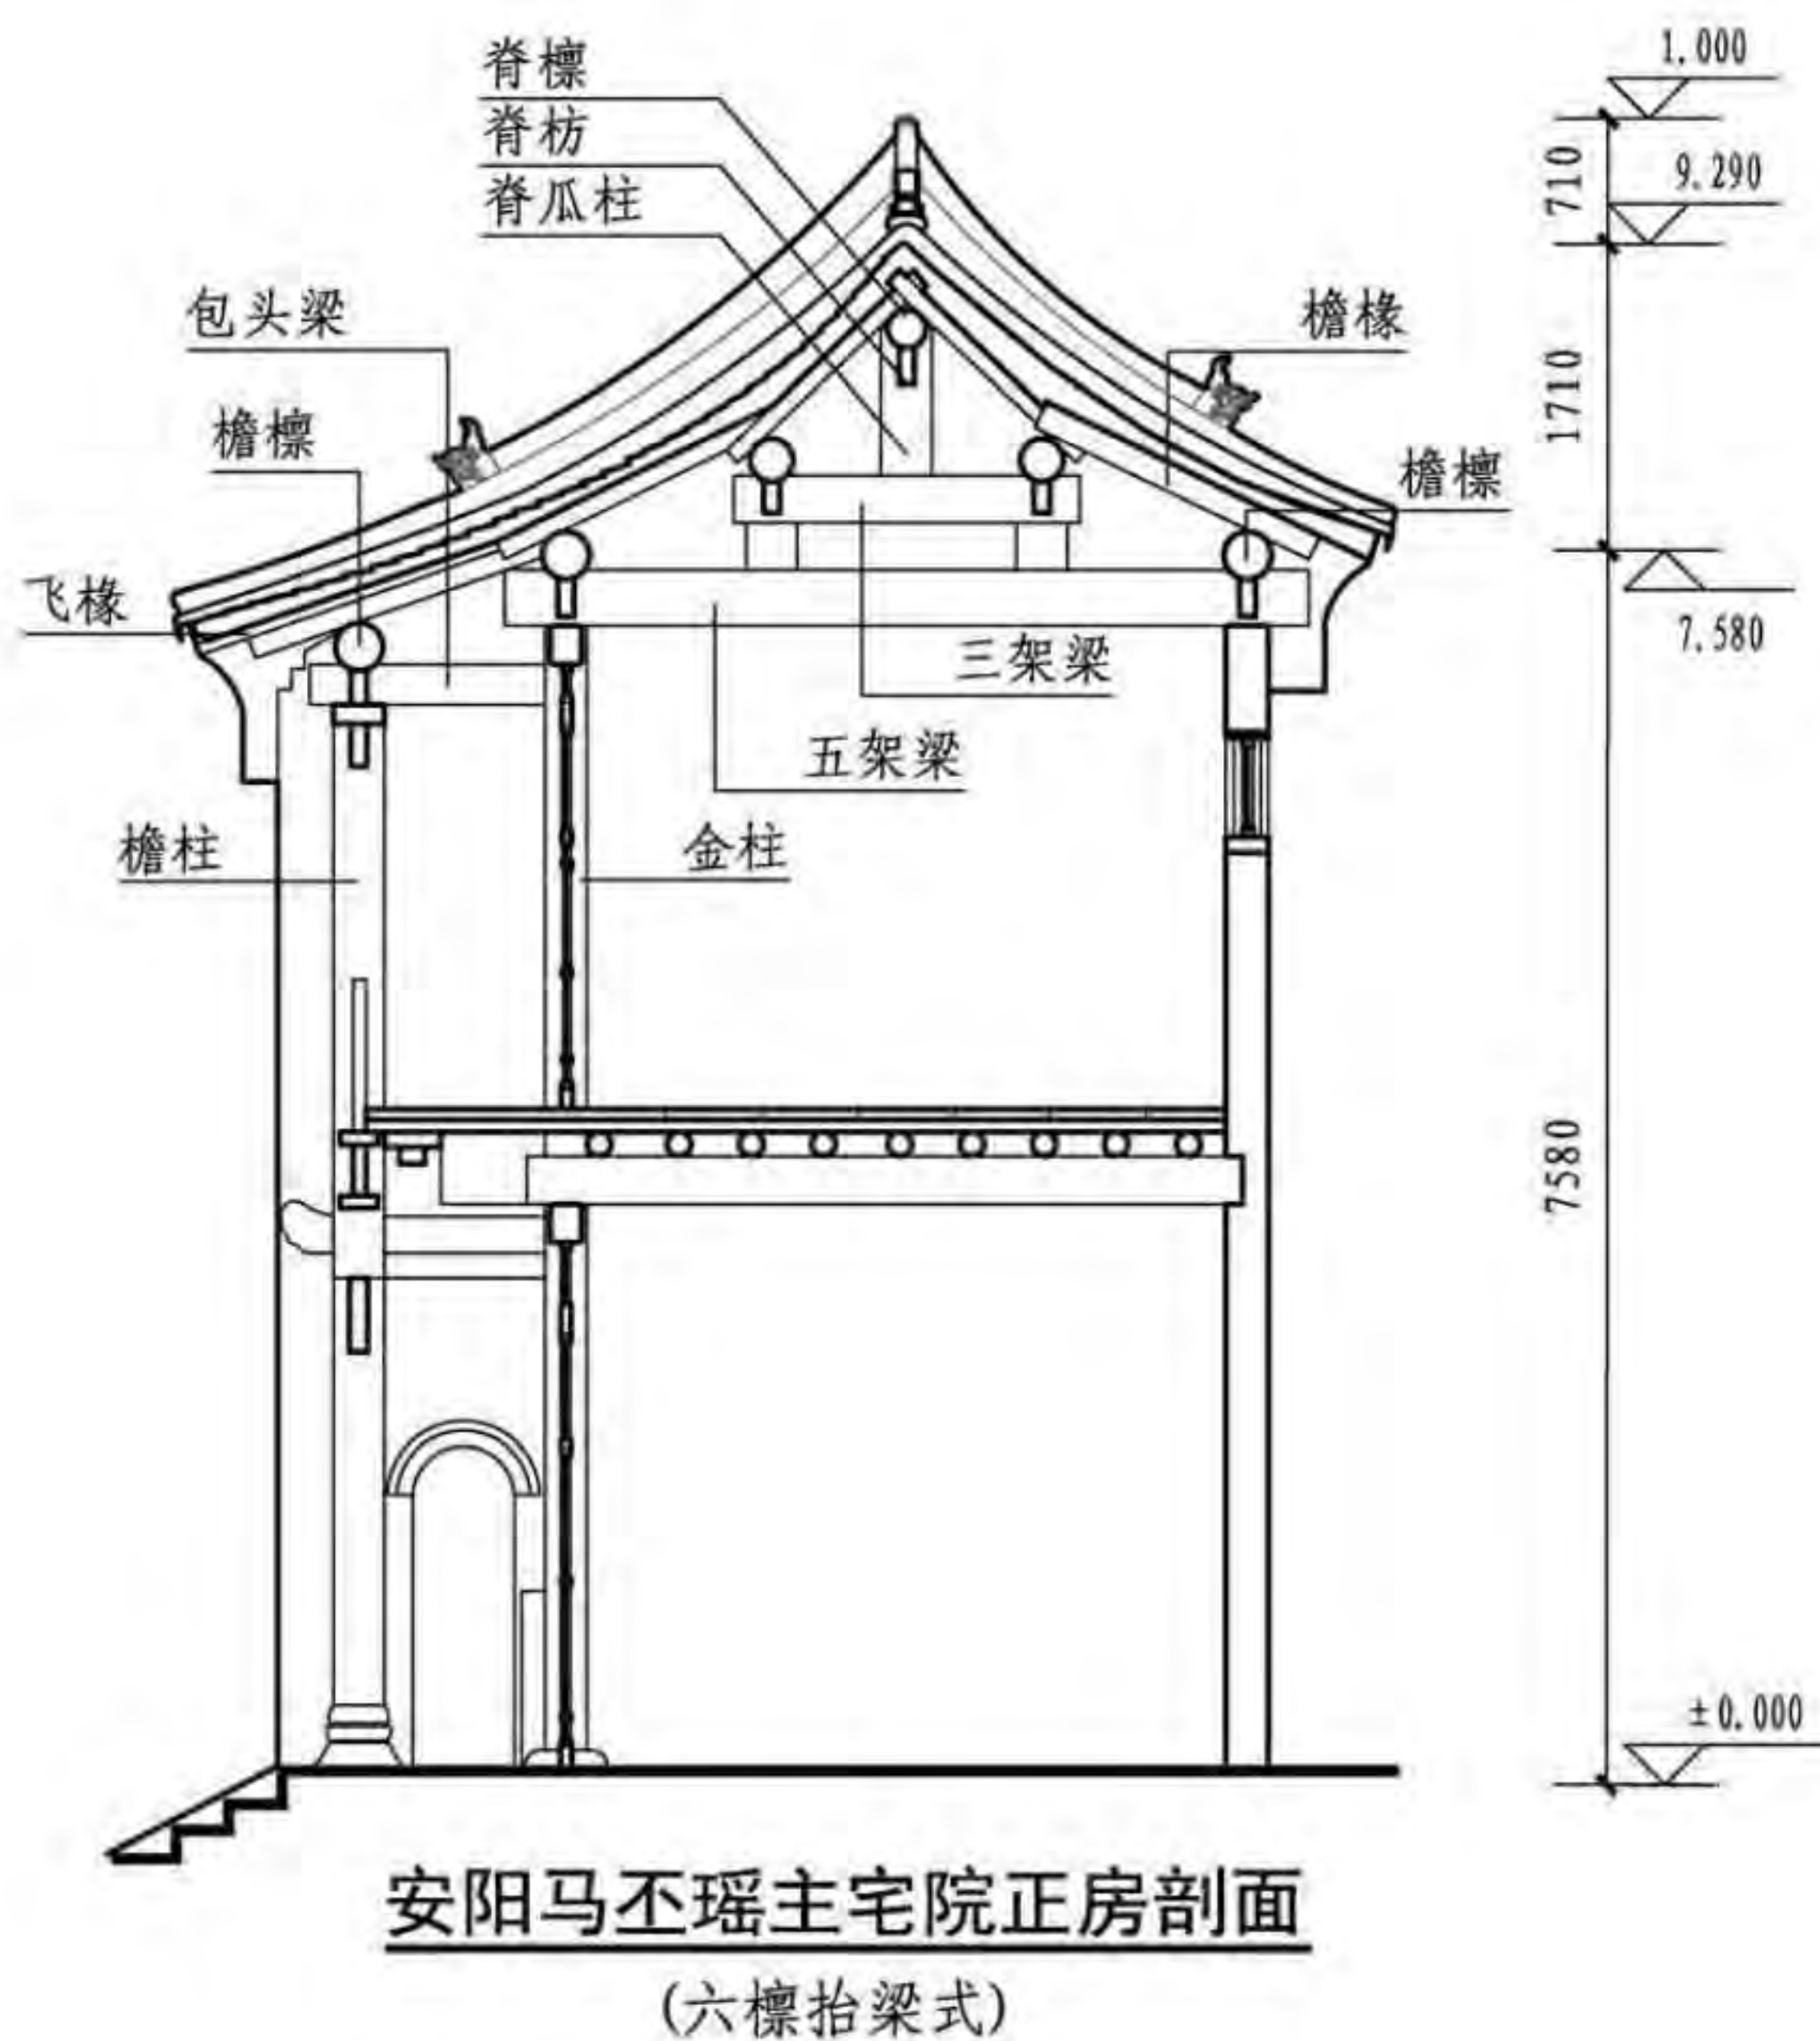 脊檩
脊枋
脊瓜柱
包头梁
檐檩
飞椽
檐柱
金柱
三架梁
五架梁
檐椽
檐檩
1.000
710
9.290
1710
7.580
7580
±0.000
安阳马丕瑶主宅院正房剖面
(六檩抬梁式)